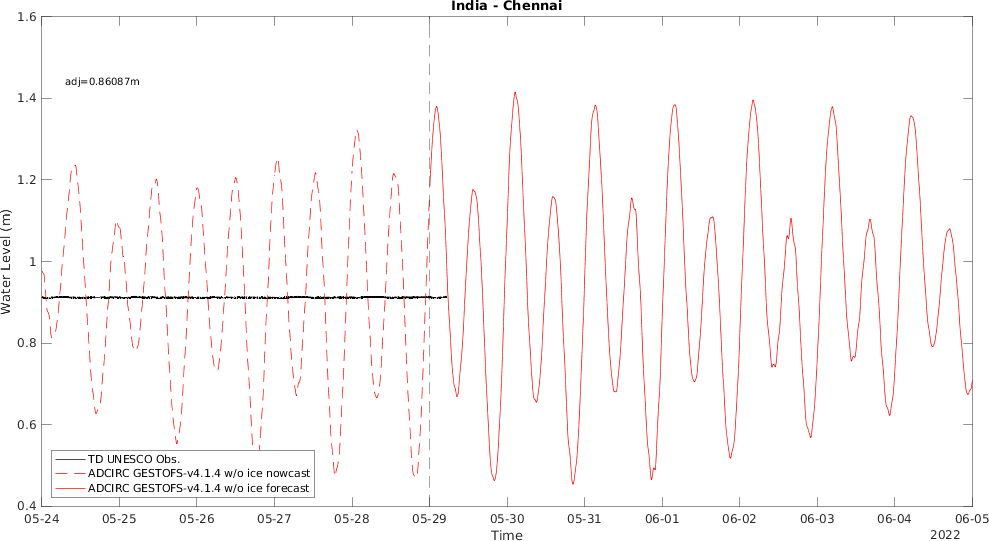 India - Chennai
1.6
1.4
1.2
1
0.8
0.6
0.4
Water Level (m)
adj=0.86087m
TD UNESCO Obs.
ADCIRC GESTOFS-v4.1.4 w/o ice nowcast
ADCIRC GESTOFS-v4.1.4 w/o ice forecast
05-24 05-25 05-26 05-27 05-28 05-29 05-30 05-31 06-01 06-02 06-03 06-04 06-05
Time
2022